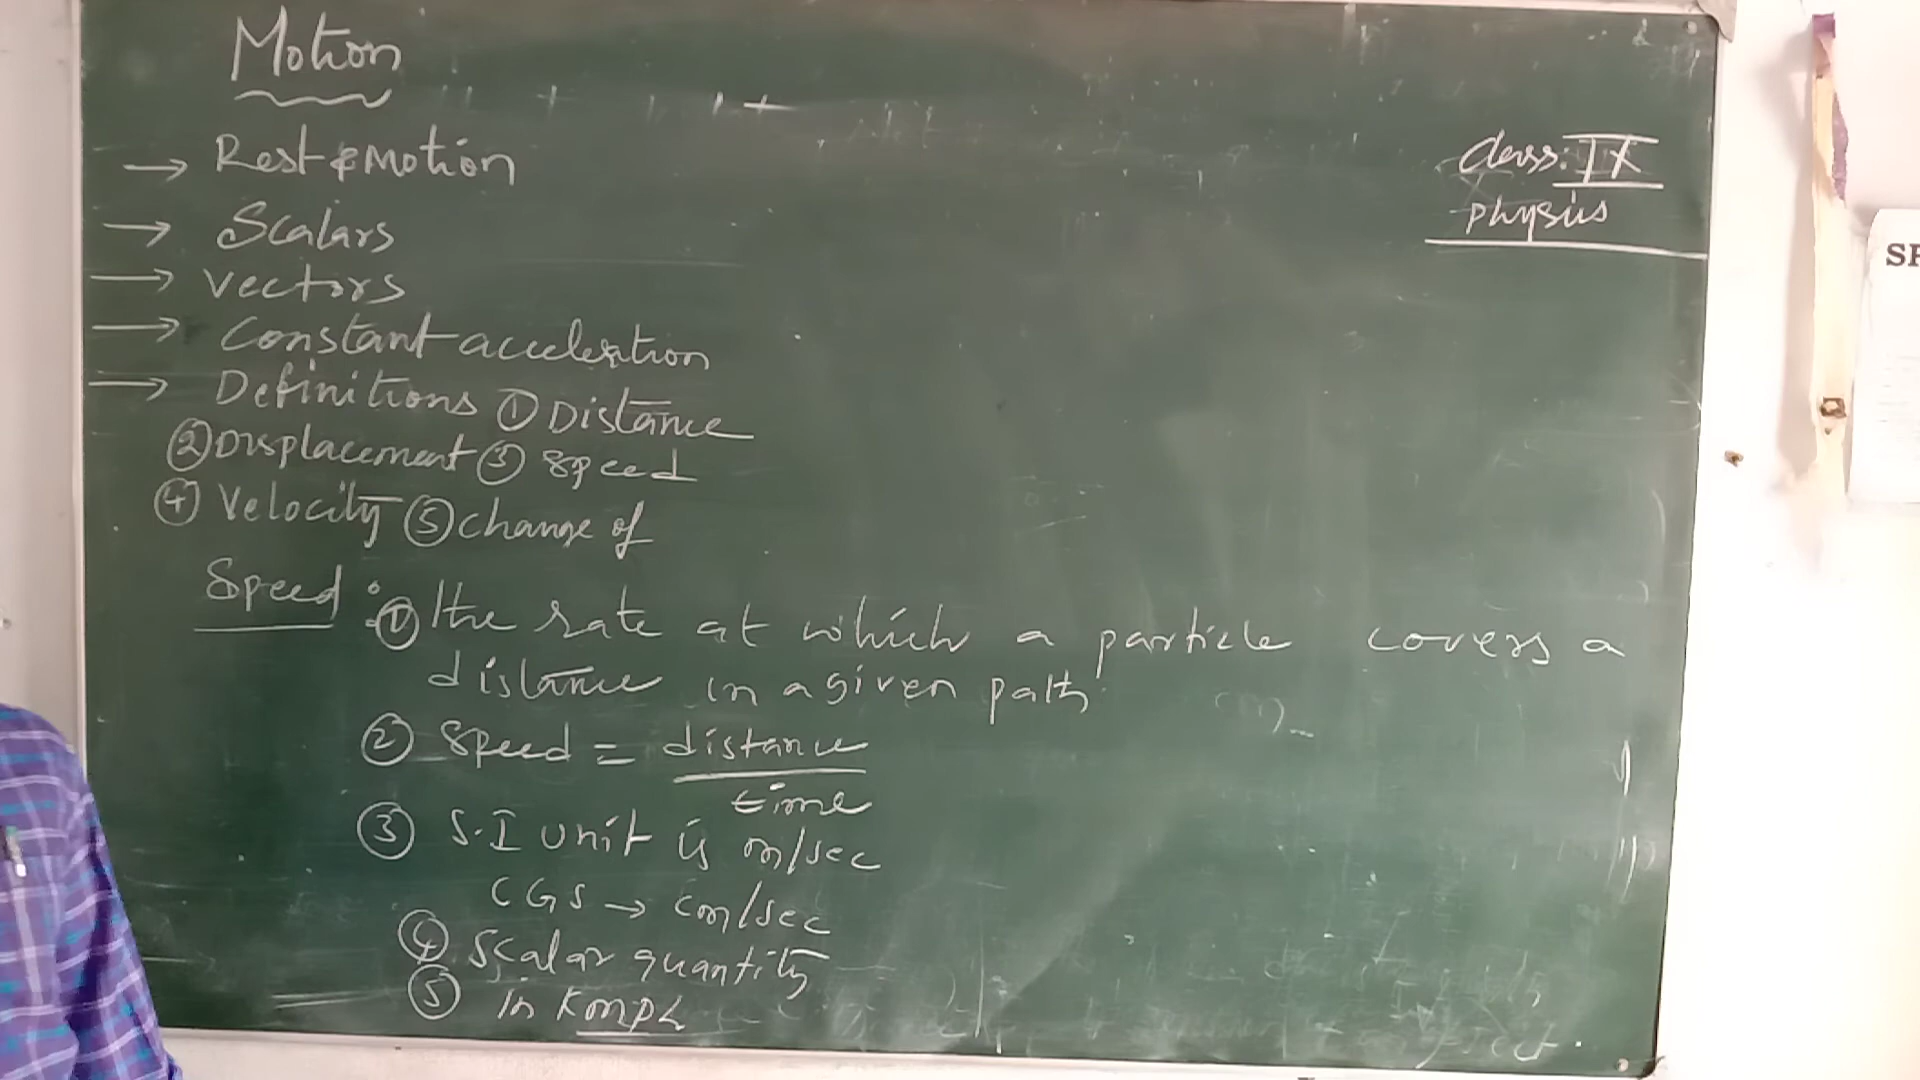 Motion
→ Rest & Motion
→ Scalars
→ vectors
→ Constant acceleration
→ Definitions ① Distance
② Displacement ③ Speed
④ Velocity ⑤ change of
Speed : ① The rate at which a particle covers a
distance in a given path
② Speed = distance
time
③ S.I unit is m/sec
CGS → cm/sec
④ Scalar quantity
⑤ In Kmph
Class: IX
Physics
SP